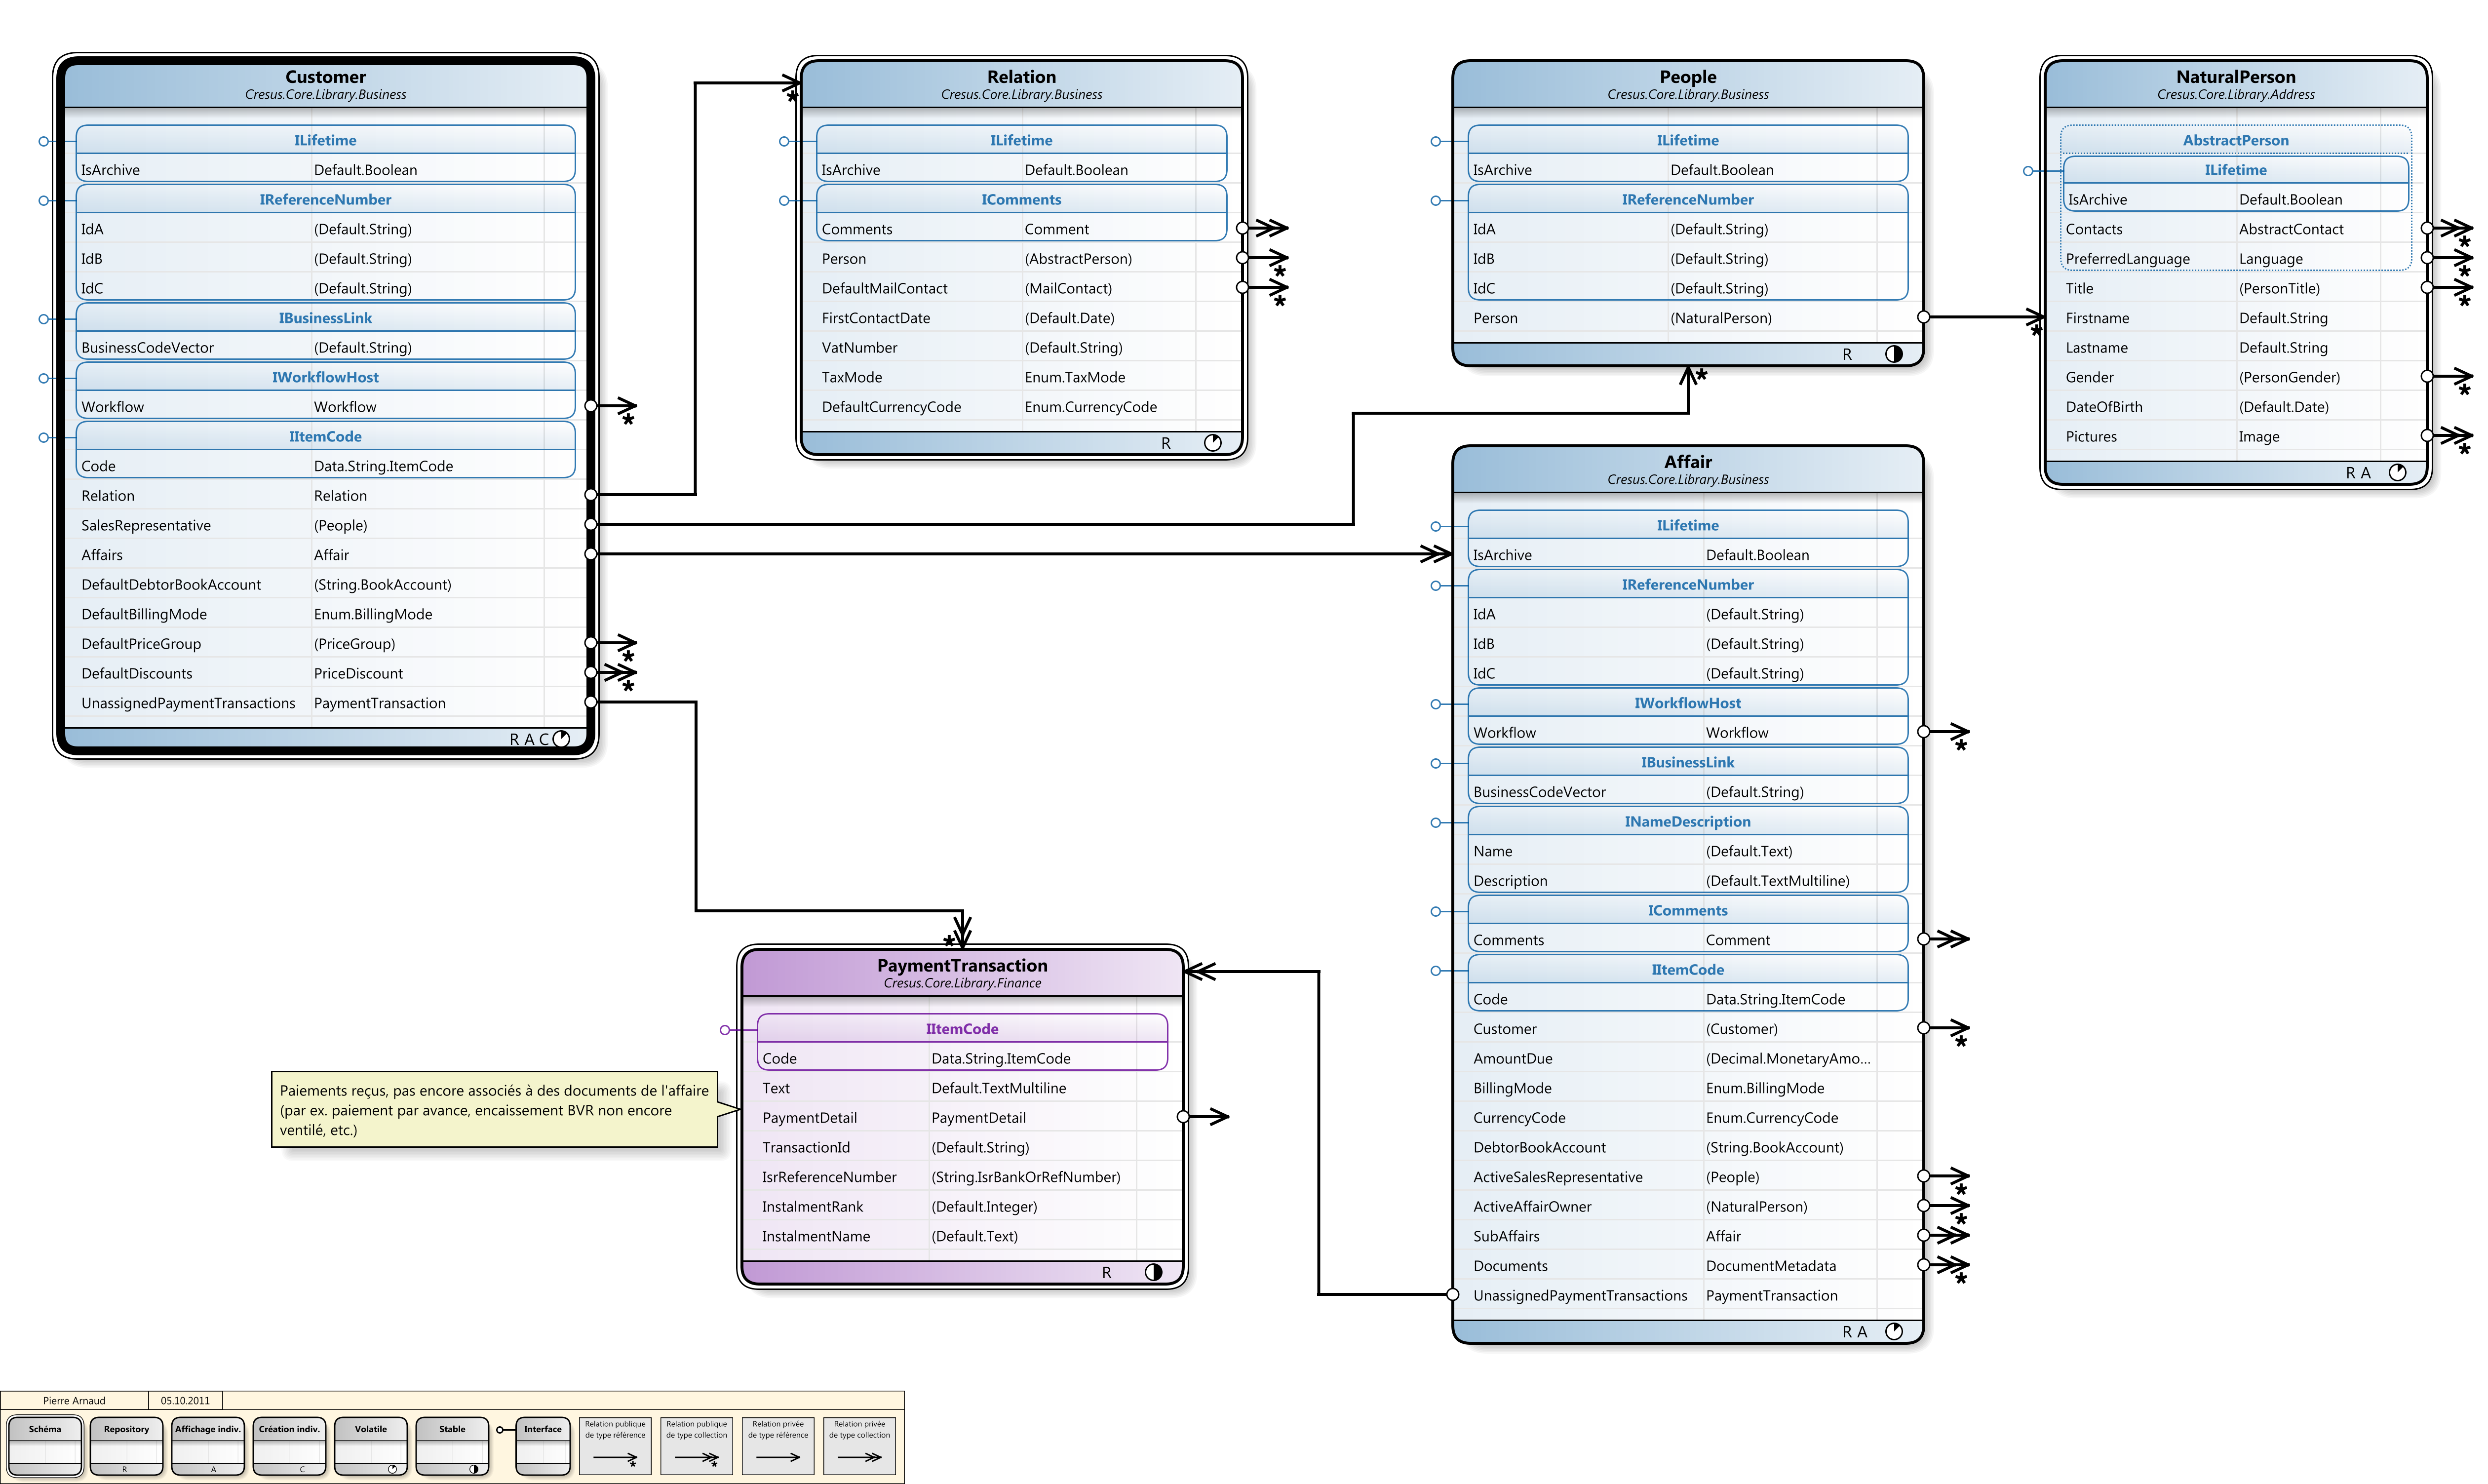 Customer
Cresus.Core.Library.Business
ILifetime
IsArchive Default.Boolean
IReferenceNumber
IdA (Default.String)
IdB (Default.String)
IdC (Default.String)
IBusinessLink
BusinessCodeVector (Default.String)
IWorkflowHost
Workflow Workflow
*
IItemCode
Code Data.String.ItemCode
Relation Relation
SalesRepresentative (People)
Affairs Affair
DefaultDebtorBookAccount (String.BookAccount)
DefaultBillingMode Enum.BillingMode
DefaultPriceGroup (PriceGroup)
*
DefaultDiscounts PriceDiscount
*
UnassignedPaymentTransactions PaymentTransaction
R A C
*
Relation
Cresus.Core.Library.Business
ILifetime
IsArchive Default.Boolean
IComments
Comments Comment
Person (AbstractPerson)
*
DefaultMailContact (MailContact)
*
FirstContactDate (Default.Date)
VatNumber (Default.String)
TaxMode Enum.TaxMode
DefaultCurrencyCode Enum.CurrencyCode
R
People
Cresus.Core.Library.Business
ILifetime
IsArchive Default.Boolean
IReferenceNumber
IdA (Default.String)
IdB (Default.String)
IdC (Default.String)
Person (NaturalPerson)
*
R
*
NaturalPerson
Cresus.Core.Library.Address
AbstractPerson
ILifetime
IsArchive Default.Boolean
Contacts AbstractContact
*
PreferredLanguage Language
*
Title (PersonTitle)
*
Firstname Default.String
Lastname Default.String
Gender (PersonGender)
*
DateOfBirth (Default.Date)
Pictures Image
*
R A
Affair
Cresus.Core.Library.Business
ILifetime
IsArchive Default.Boolean
IReferenceNumber
IdA (Default.String)
IdB (Default.String)
IdC (Default.String)
IWorkflowHost
Workflow Workflow
*
IBusinessLink
BusinessCodeVector (Default.String)
INameDescription
Name (Default.Text)
Description (Default.TextMultiline)
IComments
Comments Comment
IItemCode
Code Data.String.ItemCode
Customer (Customer)
*
AmountDue (Decimal.MonetaryAmo...
BillingMode Enum.BillingMode
CurrencyCode Enum.CurrencyCode
DebtorBookAccount (String.BookAccount)
ActiveSalesRepresentative (People)
*
ActiveAffairOwner (NaturalPerson)
*
SubAffairs Affair
Documents DocumentMetadata
*
UnassignedPaymentTransactions PaymentTransaction
R A
*
PaymentTransaction
Cresus.Core.Library.Finance
IItemCode
Code Data.String.ItemCode
Text Default.TextMultiline
PaymentDetail PaymentDetail
TransactionId (Default.String)
IsrReferenceNumber (String.IsrBankOrRefNumber)
InstalmentRank (Default.Integer)
InstalmentName (Default.Text)
R
Paiements reçus, pas encore associés à des documents de l'affaire
(par ex. paiement par avance, encaissement BVR non encore
ventilé, etc.)
Pierre Arnaud 05.10.2011
Schéma
Repository
R
Affichage indiv.
A
Création indiv.
C
Volatile
Stable
Interface
Relation publique
de type référence
*
Relation publique
de type collection
*
Relation privée
de type référence
Relation privée
de type collection